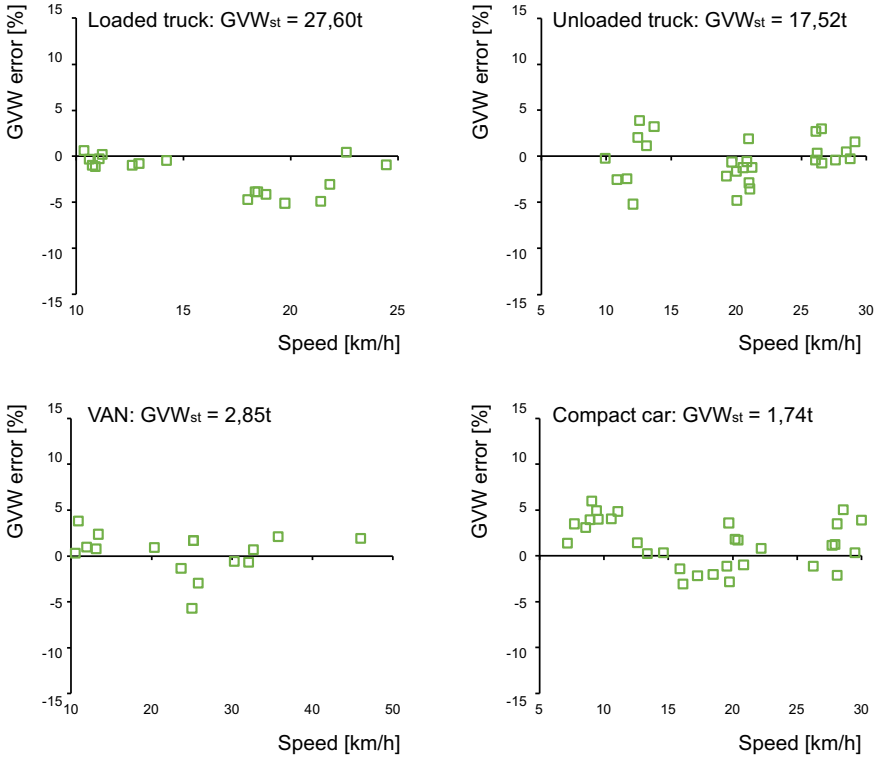 Loaded truck: GVWst = 27,60t
GVW error [%]
15
10
5
0
-5
-10
-15
10 15 20 25
Speed [km/h]
Unloaded truck: GVWst = 17,52t
GVW error [%]
15
10
5
0
-5
-10
-15
5 10 15 20 25 30
Speed [km/h]
VAN: GVWst = 2,85t
GVW error [%]
15
10
5
0
-5
-10
-15
10 20 30 40 50
Speed [km/h]
Compact car: GVWst = 1,74t
GVW error [%]
15
10
5
0
-5
-10
-15
5 10 15 20 25 30
Speed [km/h]